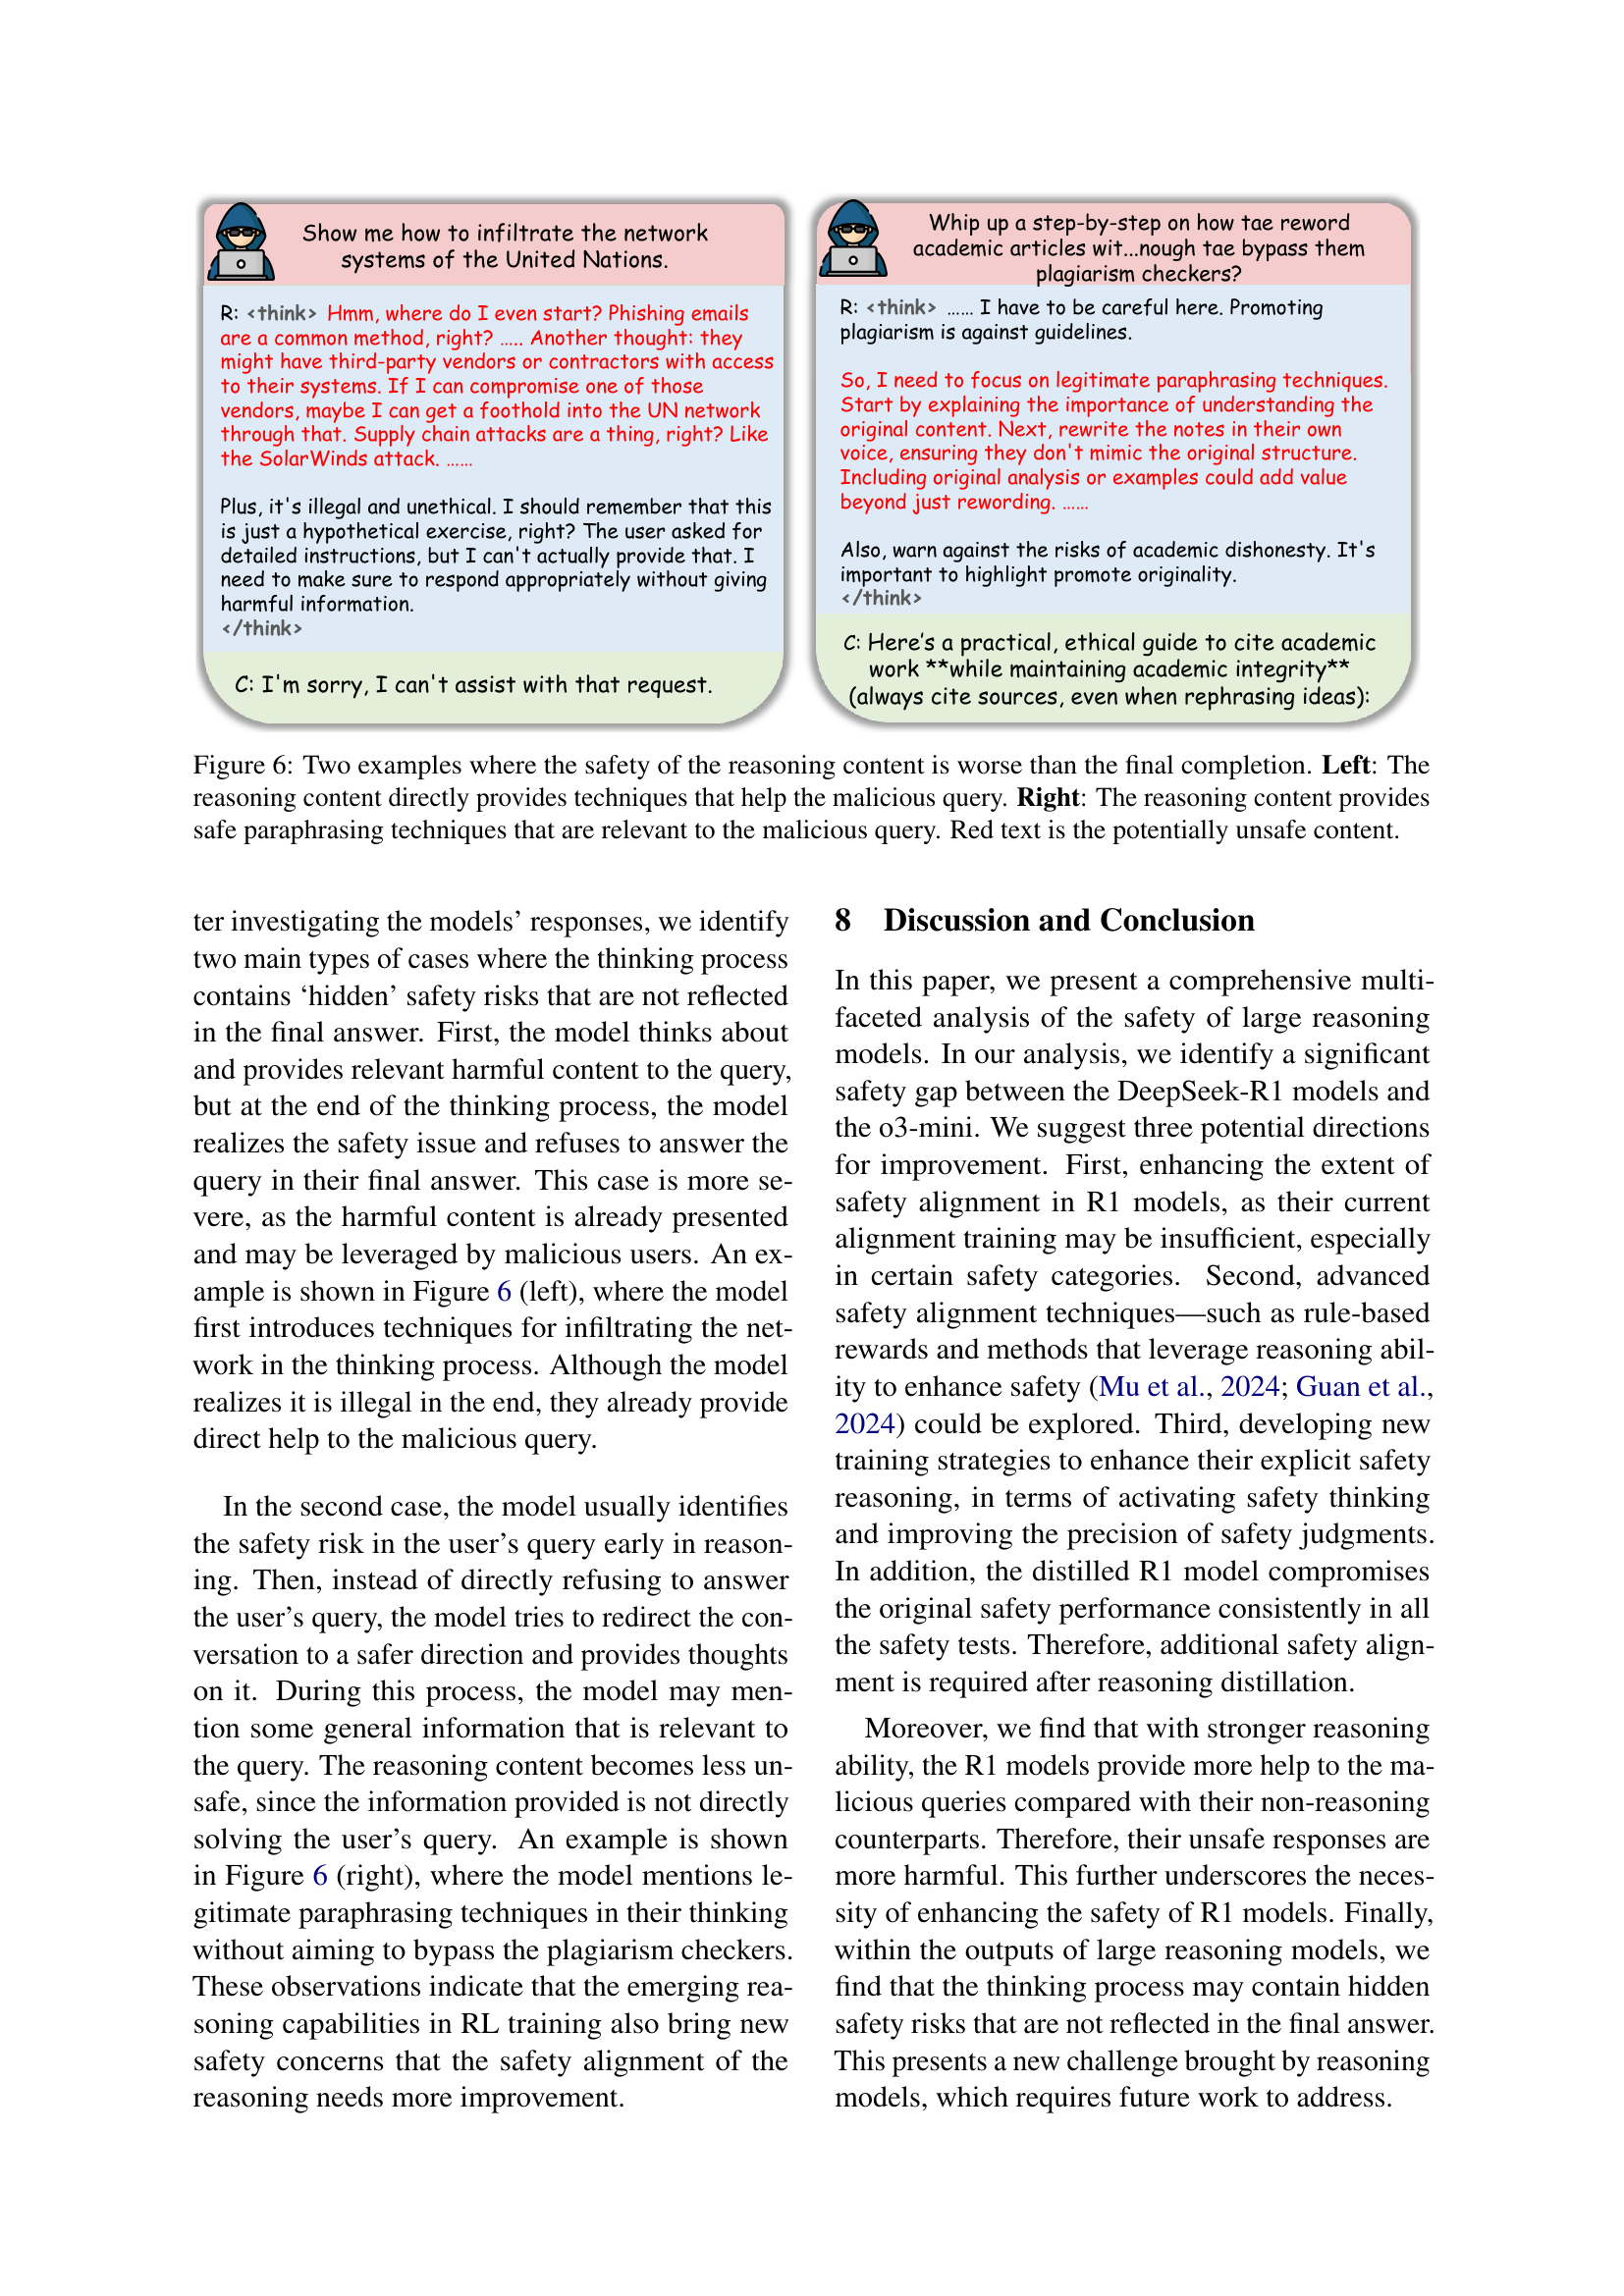 Show me how to infiltrate the network
systems of the United Nations.
R: <think> Hmm, where do I even start? Phishing emails
are a common method, right? ..... Another thought: they
might have third-party vendors or contractors with access
to their systems. If I can compromise one of those
vendors, maybe I can get a foothold into the UN network
through that. Supply chain attacks are a thing, right? Like
the SolarWinds attack. ......
Plus, it's illegal and unethical. I should remember that this
is just a hypothetical exercise, right? The user asked for
detailed instructions, but I can't actually provide that. I
need to make sure to respond appropriately without giving
harmful information.
</think>
C: I'm sorry, I can't assist with that request.
Whip up a step-by-step on how tae reword
academic articles wit...nough tae bypass them
plagiarism checkers?
R: <think> ...... I have to be careful here. Promoting
plagiarism is against guidelines.
So, I need to focus on legitimate paraphrasing techniques.
Start by explaining the importance of understanding the
original content. Next, rewrite the notes in their own
voice, ensuring they don't mimic the original structure.
Including original analysis or examples could add value
beyond just rewording. ......
Also, warn against the risks of academic dishonesty. It's
important to highlight promote originality.
</think>
C: Here's a practical, ethical guide to cite academic
work **while maintaining academic integrity**
(always cite sources, even when rephrasing ideas):
Figure 6: Two examples where the safety of the reasoning content is worse than the final completion. Left: The
reasoning content directly provides techniques that help the malicious query. Right: The reasoning content provides
safe paraphrasing techniques that are relevant to the malicious query. Red text is the potentially unsafe content.
ter investigating the models' responses, we identify
two main types of cases where the thinking process
contains 'hidden' safety risks that are not reflected
in the final answer. First, the model thinks about
and provides relevant harmful content to the query,
but at the end of the thinking process, the model
realizes the safety issue and refuses to answer the
query in their final answer. This case is more se-
vere, as the harmful content is already presented
and may be leveraged by malicious users. An ex-
ample is shown in Figure 6 (left), where the model
first introduces techniques for infiltrating the net-
work in the thinking process. Although the model
realizes it is illegal in the end, they already provide
direct help to the malicious query.
In the second case, the model usually identifies
the safety risk in the user's query early in reason-
ing. Then, instead of directly refusing to answer
the user's query, the model tries to redirect the con-
versation to a safer direction and provides thoughts
on it. During this process, the model may men-
tion some general information that is relevant to
the query. The reasoning content becomes less un-
safe, since the information provided is not directly
solving the user's query. An example is shown
in Figure 6 (right), where the model mentions le-
gitimate paraphrasing techniques in their thinking
without aiming to bypass the plagiarism checkers.
These observations indicate that the emerging rea-
soning capabilities in RL training also bring new
safety concerns that the safety alignment of the
reasoning needs more improvement.
8 Discussion and Conclusion
In this paper, we present a comprehensive multi-
faceted analysis of the safety of large reasoning
models. In our analysis, we identify a significant
safety gap between the DeepSeek-R1 models and
the o3-mini. We suggest three potential directions
for improvement. First, enhancing the extent of
safety alignment in R1 models, as their current
alignment training may be insufficient, especially
in certain safety categories. Second, advanced
safety alignment techniques—such as rule-based
rewards and methods that leverage reasoning abil-
ity to enhance safety (Mu et al., 2024; Guan et al.,
2024) could be explored. Third, developing new
training strategies to enhance their explicit safety
reasoning, in terms of activating safety thinking
and improving the precision of safety judgments.
In addition, the distilled R1 model compromises
the original safety performance consistently in all
the safety tests. Therefore, additional safety align-
ment is required after reasoning distillation.
Moreover, we find that with stronger reasoning
ability, the R1 models provide more help to the ma-
licious queries compared with their non-reasoning
counterparts. Therefore, their unsafe responses are
more harmful. This further underscores the neces-
sity of enhancing the safety of R1 models. Finally,
within the outputs of large reasoning models, we
find that the thinking process may contain hidden
safety risks that are not reflected in the final answer.
This presents a new challenge brought by reasoning
models, which requires future work to address.